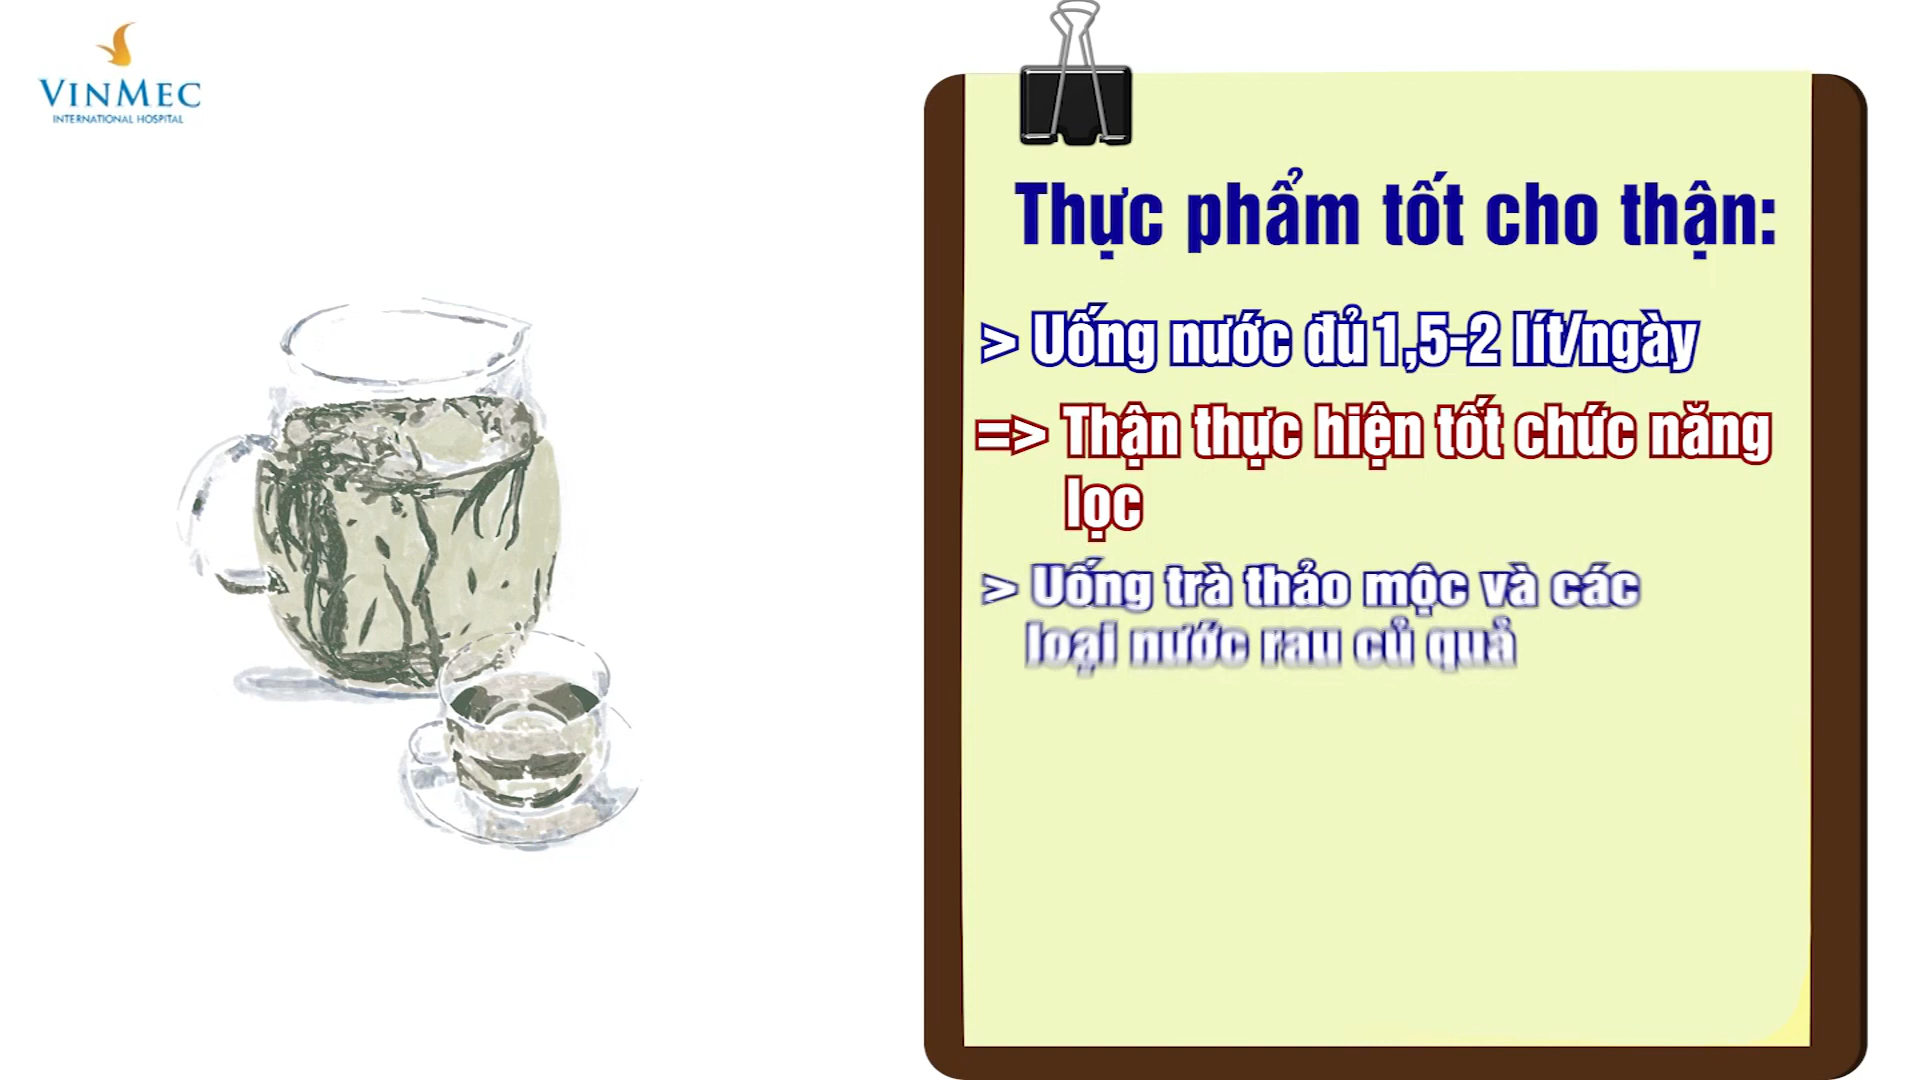 VINMEC
INTERNATIONAL HOSPITAL
Thực phẩm tốt cho thận:
> Uống nước đủ 1,5-2 lít/ngày
=> Thận thực hiện tốt chức năng
lọc
> Uống trà thảo mộc và các
loại nước rau củ quả